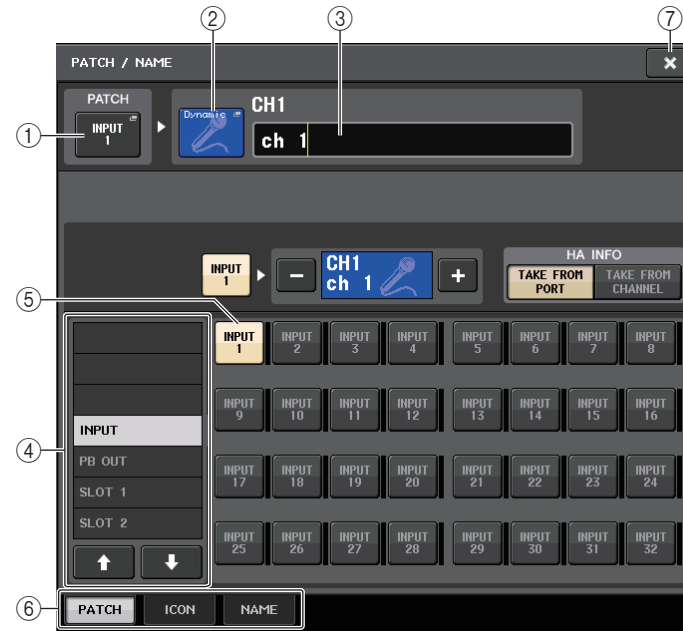 ② ③ ⑦
PATCH / NAME ×
PATCH
① INPUT 1
Dynamic
CH1
ch 1
INPUT 1
−
CH1
ch 1
+
HA INFO
TAKE FROM PORT
TAKE FROM CHANNEL
⑤
④
INPUT
PB OUT
SLOT 1
SLOT 2
INPUT 1 INPUT 2 INPUT 3 INPUT 4 INPUT 5 INPUT 6 INPUT 7 INPUT 8
INPUT 9 INPUT 10 INPUT 11 INPUT 12 INPUT 13 INPUT 14 INPUT 15 INPUT 16
INPUT 17 INPUT 18 INPUT 19 INPUT 20 INPUT 21 INPUT 22 INPUT 23 INPUT 24
INPUT 25 INPUT 26 INPUT 27 INPUT 28 INPUT 29 INPUT 30 INPUT 31 INPUT 32
⑥ PATCH ICON NAME